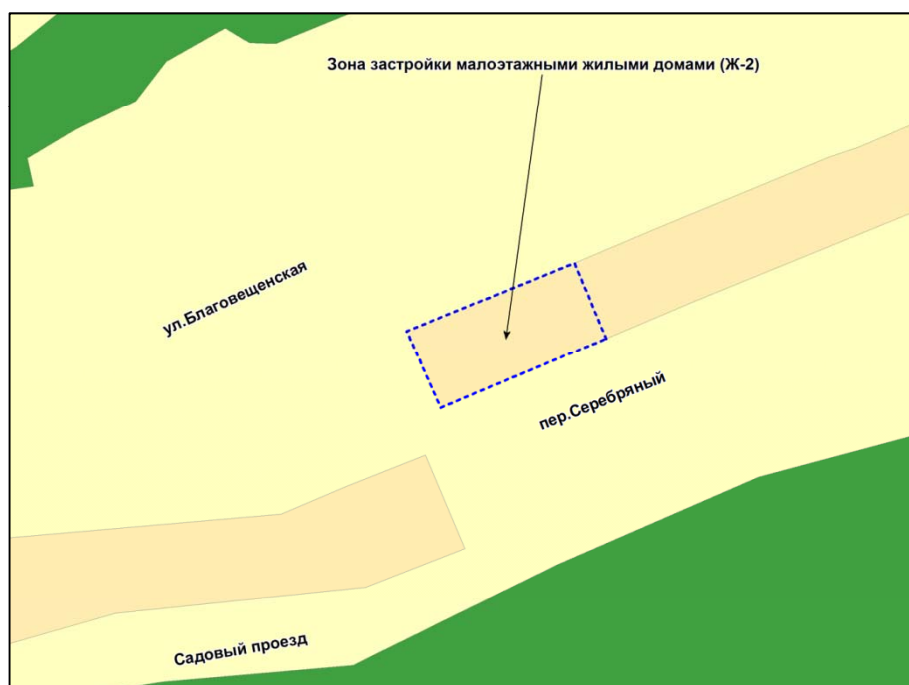 Зона застройки малоэтажными жилыми домами (Ж-2)
ул.Благовещенская
пер.Серебряный
Садовый проезд